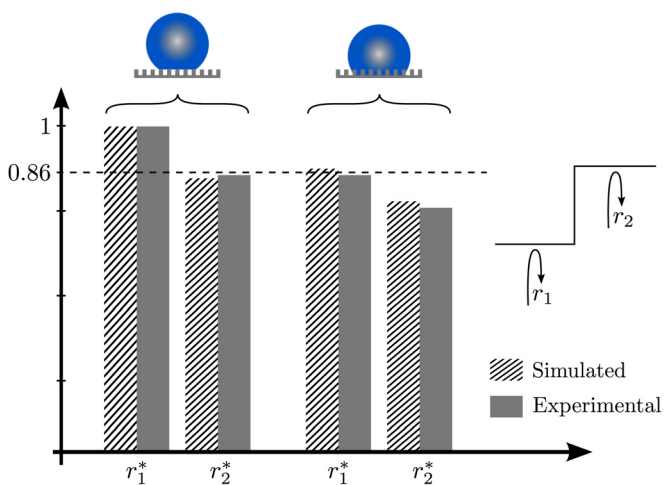 1
0.86
r₂
r₁
Simulated
Experimental
r₁* r₂* r₁* r₂*